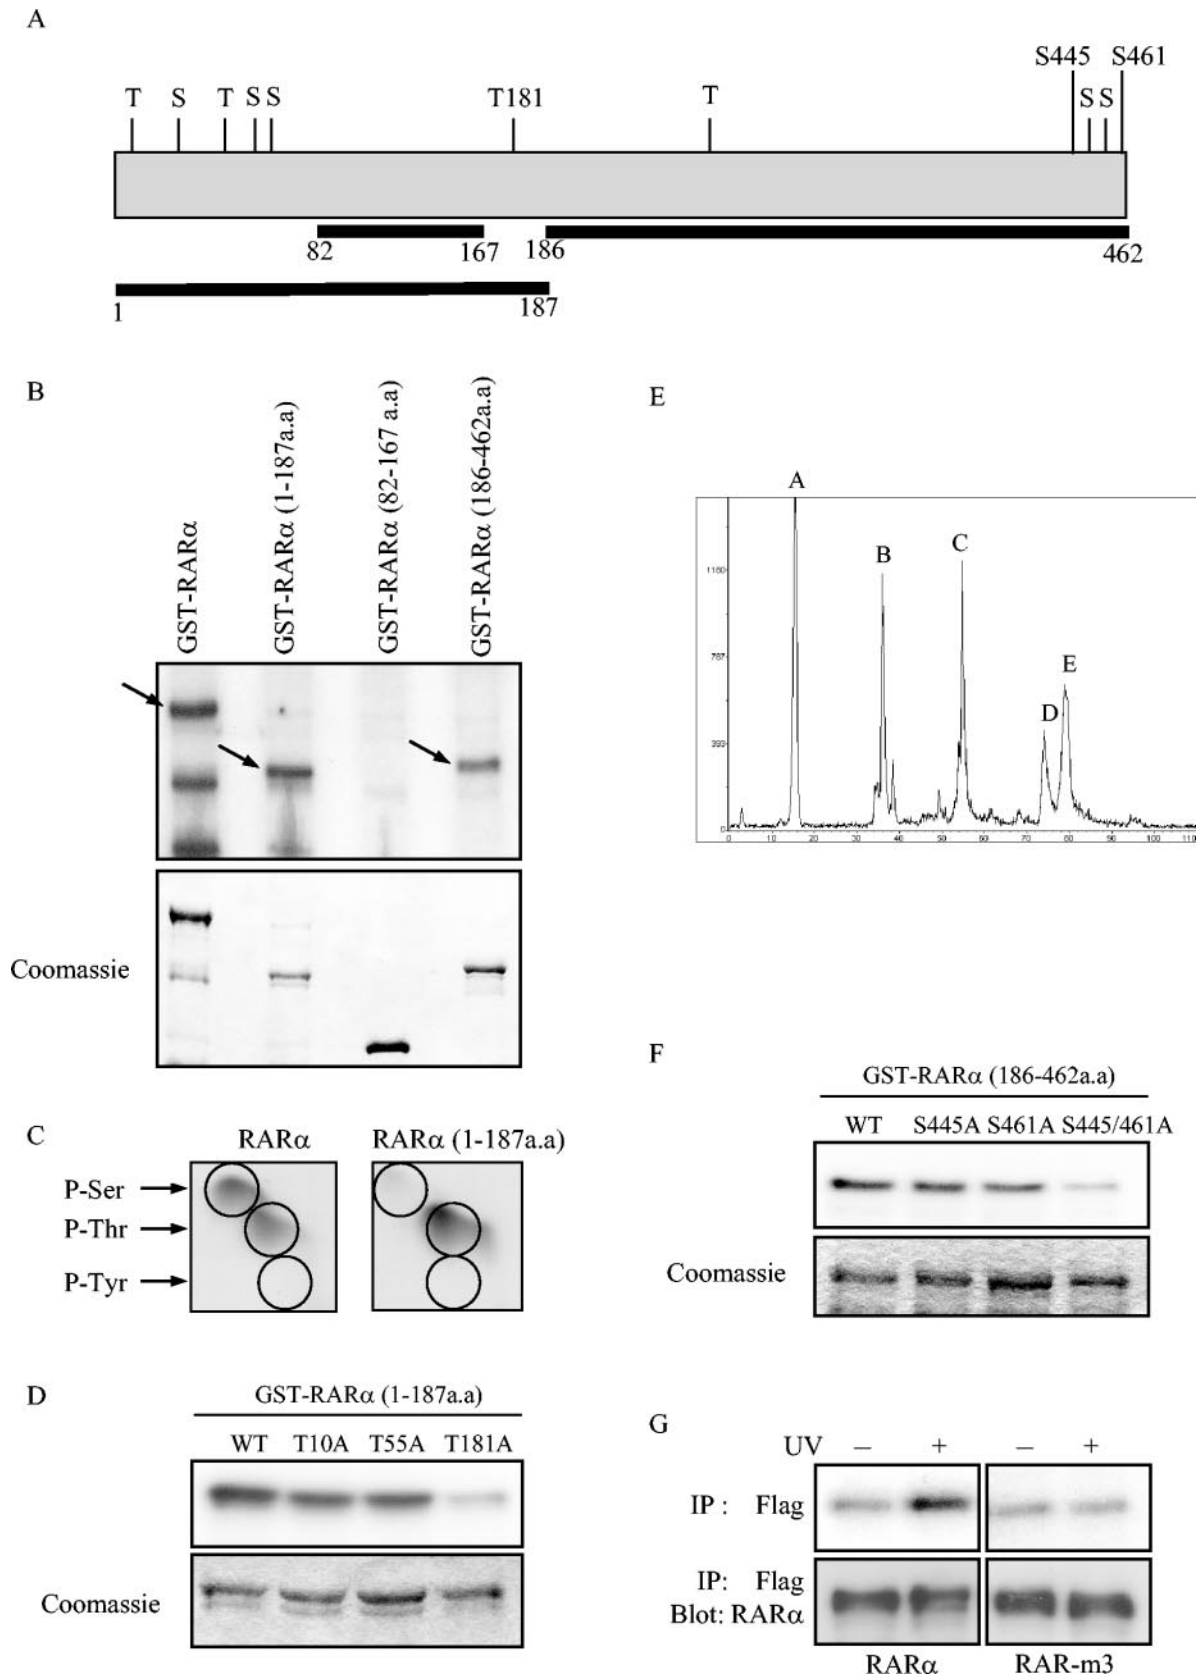 A
T S T S S T181 T S445 S S S461
82 167 186 462
1 187
B
GST-RARα
GST-RARα (1-187a.a)
GST-RARα (82-167 a.a)
GST-RARα (186-462a.a)
Coomassie
C
RARα RARα (1-187a.a)
P-Ser
P-Thr
P-Tyr
D
GST-RARα (1-187a.a)
WT T10A T55A T181A
Coomassie
E
A
B
C
D
E
1180
787
393
0
0 10 20 30 40 50 60 70 80 90 100 110
F
GST-RARα (186-462a.a)
WT S445A S461A S445/461A
Coomassie
G
UV – + – +
IP : Flag
IP: Flag
Blot: RARα
RARα RAR-m3